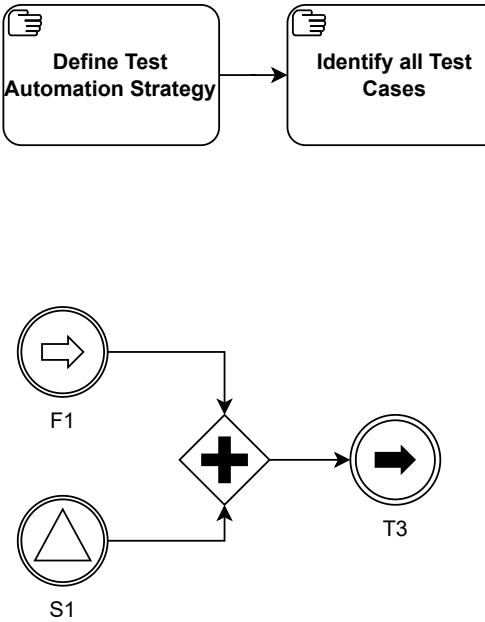 Define Test
Automation Strategy
Identify all Test
Cases
F1
T3
S1